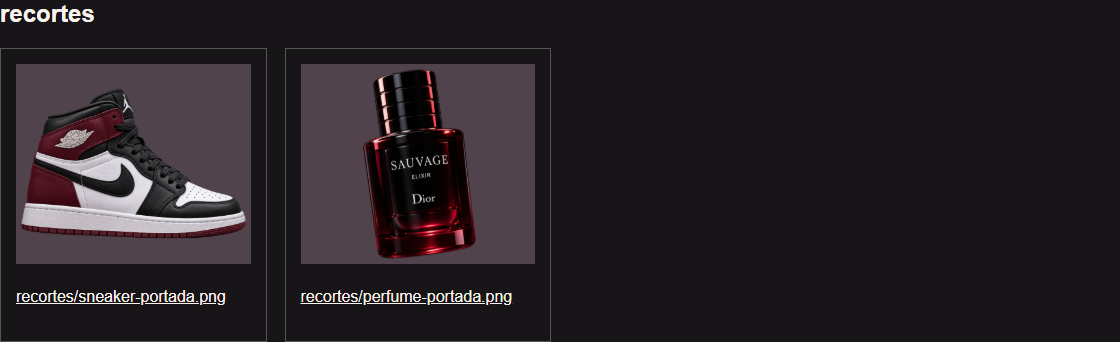 recortes
SAUVAGE
ELIXIR
Dior
recortes/sneaker-portada.png
recortes/perfume-portada.png